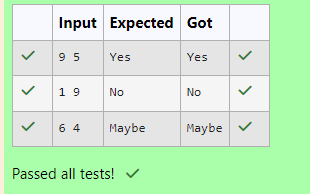 Input Expected Got
9 5 Yes Yes
1 9 No No
6 4 Maybe Maybe
Passed all tests!